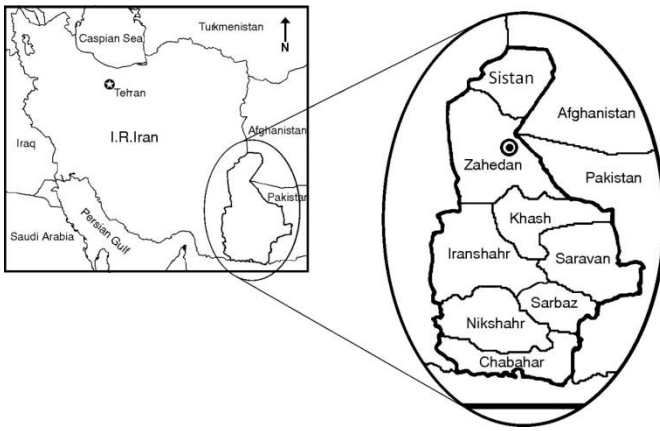 Caspian Sea
Turkmenistan
N
Tehran
I.R.Iran
Iraq
Afghanistan
Pakistan
Persian Gulf
Saudi Arabia
Sistan
Afghanistan
Zahedan
Pakistan
Khash
Iranshahr
Saravan
Sarbaz
Nikshahr
Chabahar